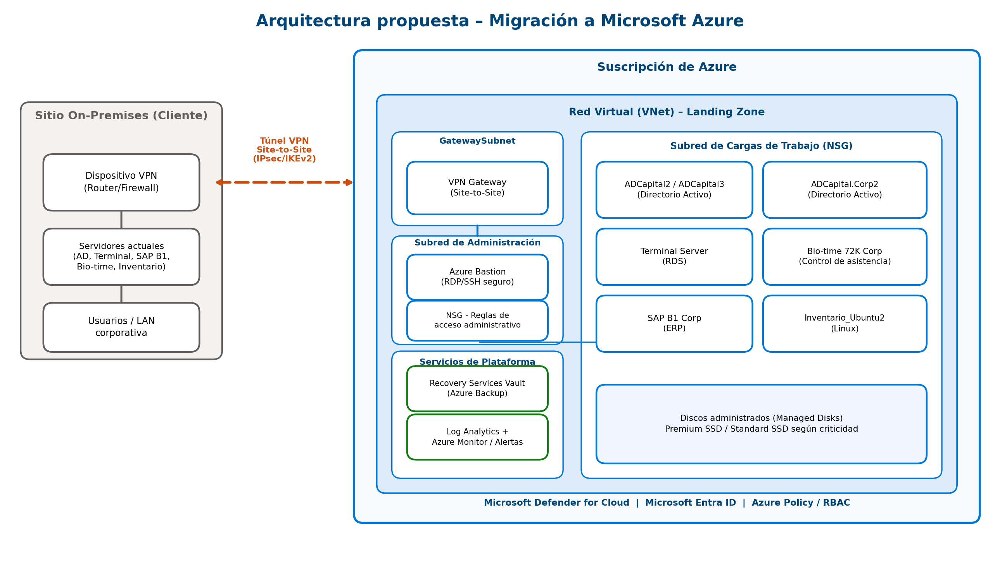 Arquitectura propuesta – Migración a Microsoft Azure
Suscripción de Azure
Sitio On-Premises (Cliente)
Dispositivo VPN
(Router/Firewall)
Servidores actuales
(AD, Terminal, SAP B1,
Bio-time, Inventario)
Usuarios / LAN
corporativa
Túnel VPN
Site-to-Site
(IPsec/IKEv2)
Red Virtual (VNet) – Landing Zone
GatewaySubnet
VPN Gateway
(Site-to-Site)
Subred de Administración
Azure Bastion
(RDP/SSH seguro)
NSG - Reglas de
acceso administrativo
Servicios de Plataforma
Recovery Services Vault
(Azure Backup)
Log Analytics +
Azure Monitor / Alertas
Subred de Cargas de Trabajo (NSG)
ADCapital2 / ADCapital3
(Directorio Activo)
ADCapital.Corp2
(Directorio Activo)
Terminal Server
(RDS)
Bio-time 72K Corp
(Control de asistencia)
SAP B1 Corp
(ERP)
Inventario_Ubuntu2
(Linux)
Discos administrados (Managed Disks)
Premium SSD / Standard SSD según criticidad
Microsoft Defender for Cloud | Microsoft Entra ID | Azure Policy / RBAC